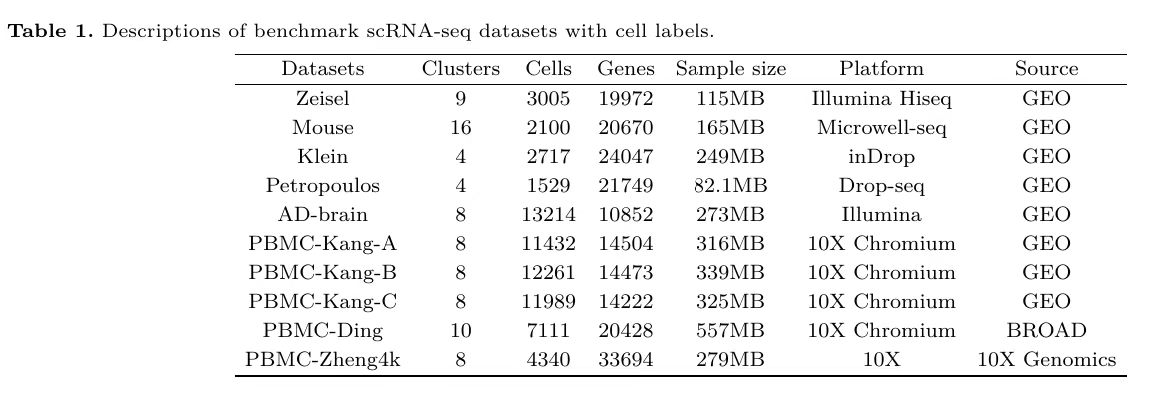 Table 1. Descriptions of benchmark scRNA-seq datasets with cell labels.
Datasets Clusters Cells Genes Sample size Platform Source
Zeisel 9 3005 19972 115MB Illumina Hiseq GEO
Mouse 16 2100 20670 165MB Microwell-seq GEO
Klein 4 2717 24047 249MB inDrop GEO
Petropoulos 4 1529 21749 82.1MB Drop-seq GEO
AD-brain 8 13214 10852 273MB Illumina GEO
PBMC-Kang-A 8 11432 14504 316MB 10X Chromium GEO
PBMC-Kang-B 8 12261 14473 339MB 10X Chromium GEO
PBMC-Kang-C 8 11989 14222 325MB 10X Chromium GEO
PBMC-Ding 10 7111 20428 557MB 10X Chromium BROAD
PBMC-Zheng4k 8 4340 33694 279MB 10X 10X Genomics